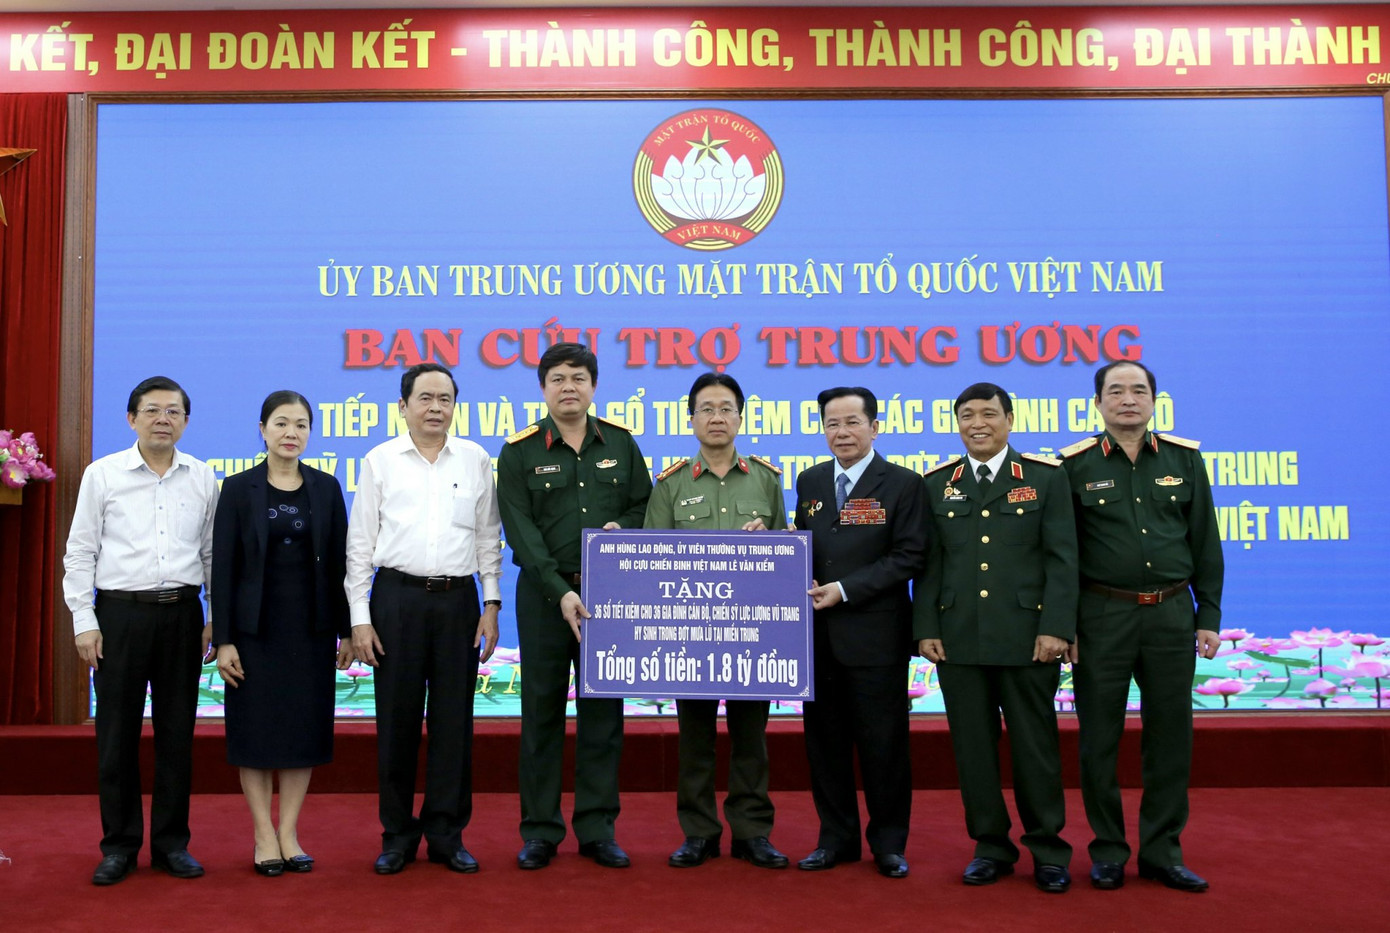 KẾT, ĐẠI ĐOÀN KẾT - THÀNH CÔNG, THÀNH CÔNG, ĐẠI THÀNH
MẶT TRẬN TỔ QUỐC
VIỆT NAM
ỦY BAN TRUNG ƯƠNG MẶT TRẬN TỔ QUỐC VIỆT NAM
BAN CỨU TRỢ TRUNG ƯƠNG
TIẾP VÀ SỔ CÁC
TRUNG
VIỆT NAM
ANH HÙNG LAO ĐỘNG, ỦY VIÊN THƯỜNG VỤ TRUNG ƯƠNG
HỘI CỰU CHIẾN BINH VIỆT NAM LÊ VĂN KIỂM
TẶNG
36 SỔ TIẾT KIỆM CHO 36 GIA ĐÌNH CÁN BỘ, CHIẾN SỸ LỰC LƯỢNG VŨ TRANG
HY SINH TRONG ĐỢT MƯA LŨ TẠI MIỀN TRUNG
Tổng số tiền: 1.8 tỷ đồng